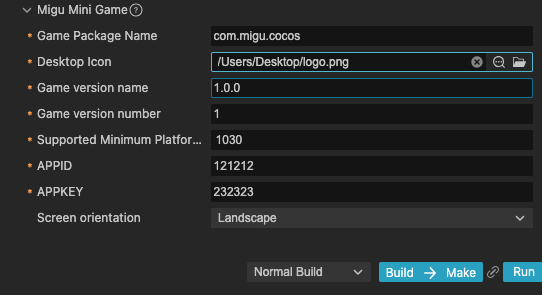 Migu Mini Game
Game Package Name com.migu.cocos
Desktop Icon /Users/Desktop/logo.png
Game version name 1.0.0
Game version number 1
Supported Minimum Platfor... 1030
APPID 121212
APPKEY 232323
Screen orientation Landscape
Normal Build Build → Make Run